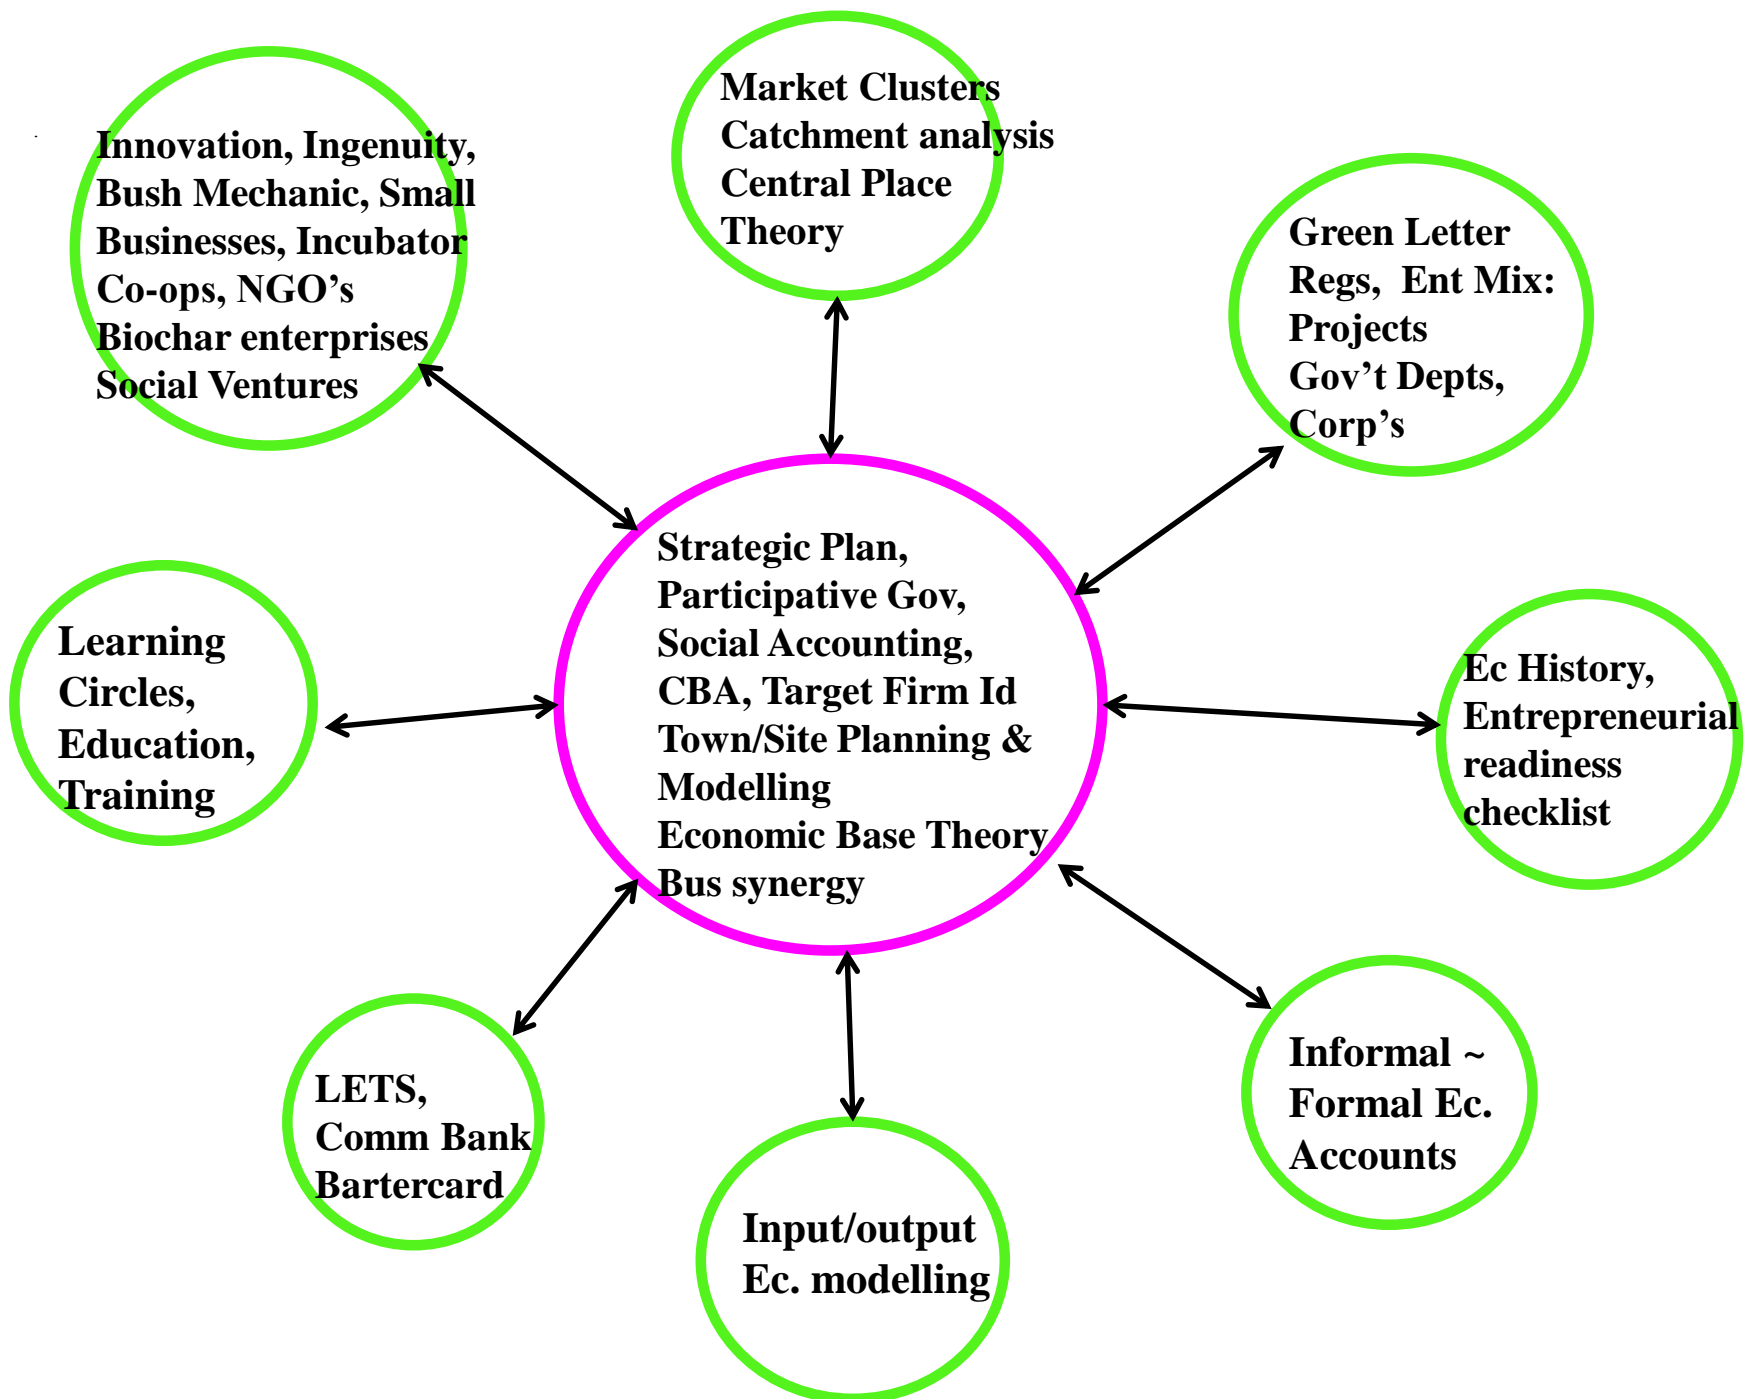 Innovation, Ingenuity,
Bush Mechanic, Small
Businesses, Incubator
Co-ops, NGO’s
Biochar enterprises
Social Ventures
Market Clusters
Catchment analysis
Central Place
Theory
Green Letter
Regs,  Ent Mix:
Projects
Gov’t Depts,
Corp’s
Learning
Circles,
Education,
Training
Strategic Plan,
Participative Gov,
Social Accounting,
CBA, Target Firm Id
Town/Site Planning &
Modelling
Economic Base Theory
Bus synergy
Ec History,
Entrepreneurial
readiness
checklist
LETS,
Comm Bank
Bartercard
Input/output
Ec. modelling
Informal ~
Formal Ec.
Accounts